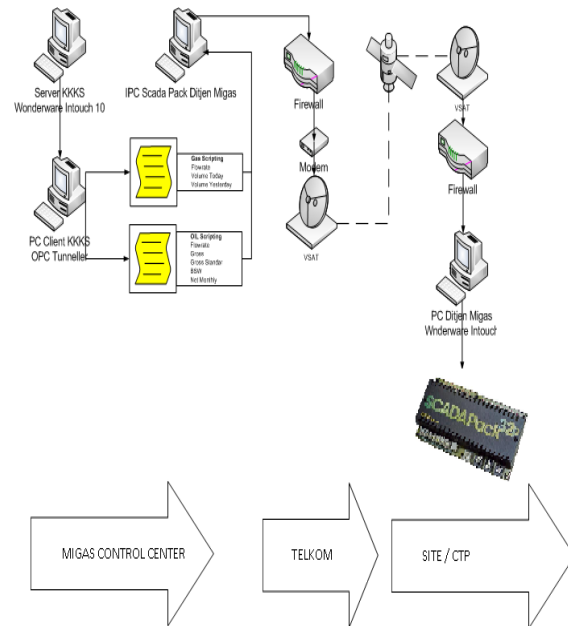 Server KKKS
Wonderware Intouch 10
IPC Scada Pack Ditjen Migas
Firewall
Modem
VSAT
VSAT
Firewall
Gas Scripting
Flowrate
Volume Today
Volume Yesterday
PC Client KKKS
OPC Tunneller
OIL Scripting
Flowrate
Gross
Gross Standar
BSW
Net Monthly
PC Ditjen Migas
Wnderware Intouch
SCADAPack
MIGAS CONTROL CENTER
TELKOM
SITE / CTP